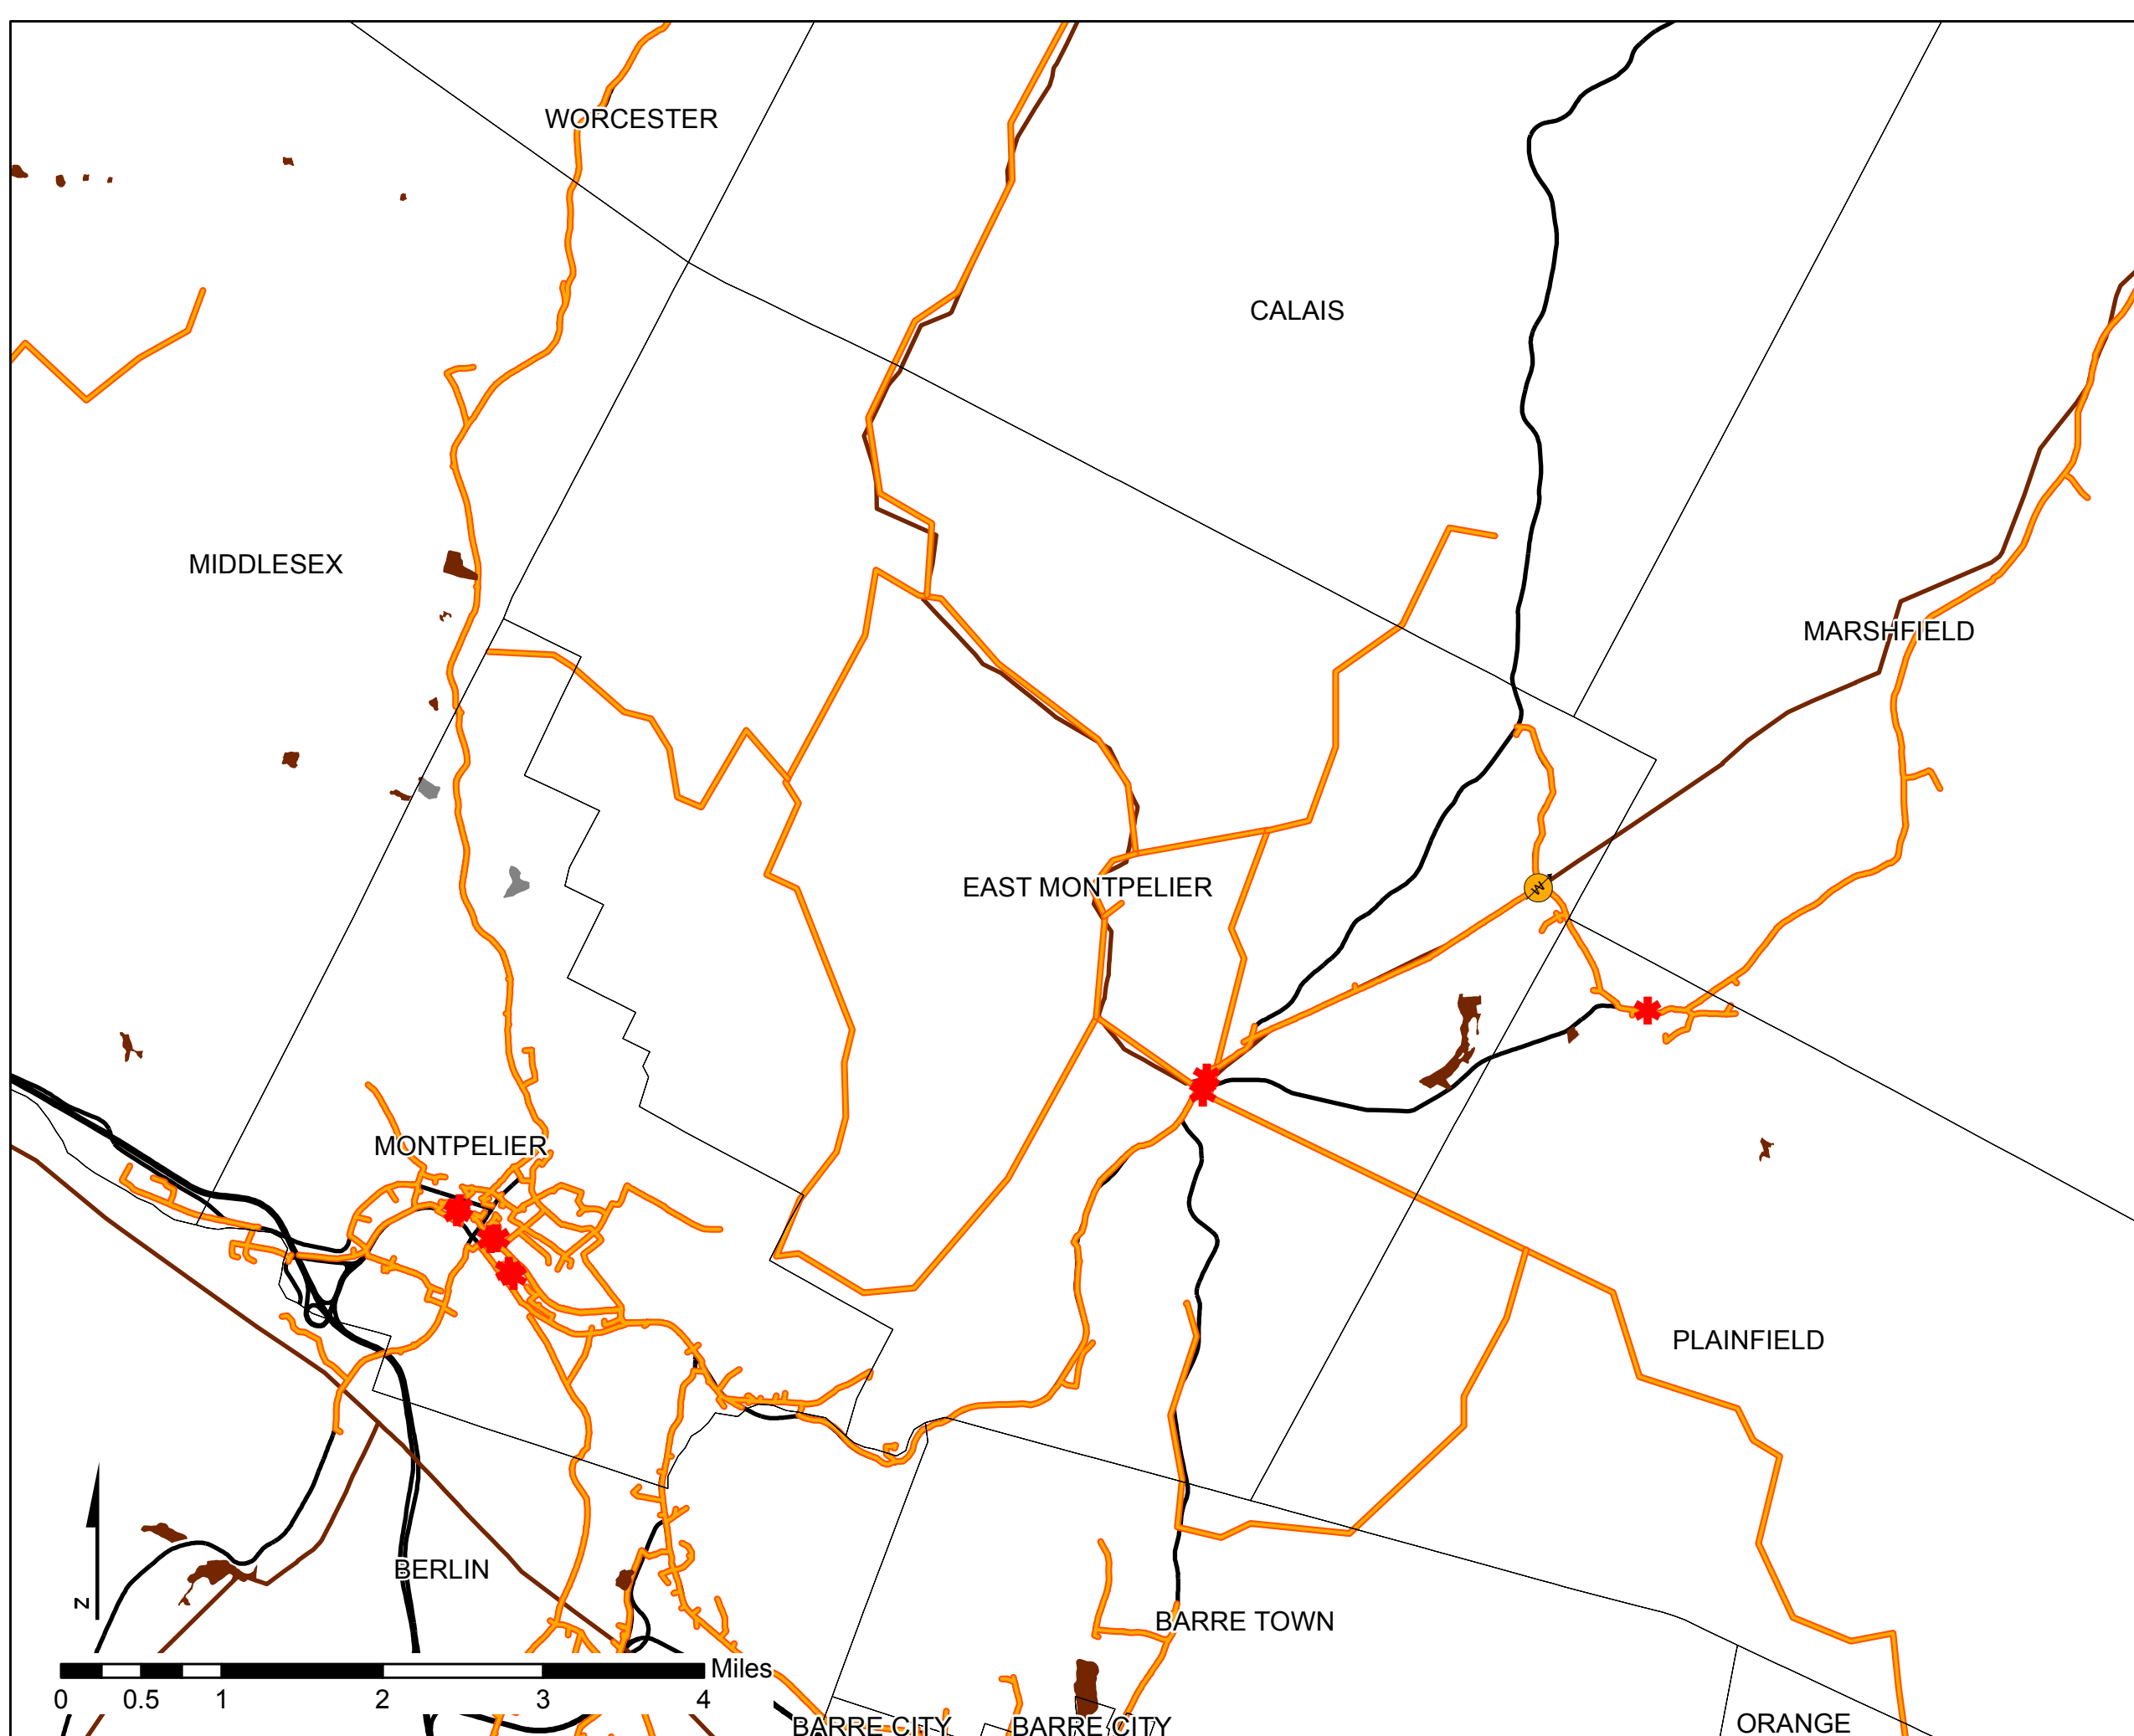 WORCESTER
CALAIS
MIDDLESEX
MARSHFIELD
EAST MONTPELIER
W
MONTPELIER
PLAINFIELD
BERLIN
N
BARRE TOWN
Miles
0 0.5 1 2 3 4
BARRE CITY BARRE CITY
ORANGE